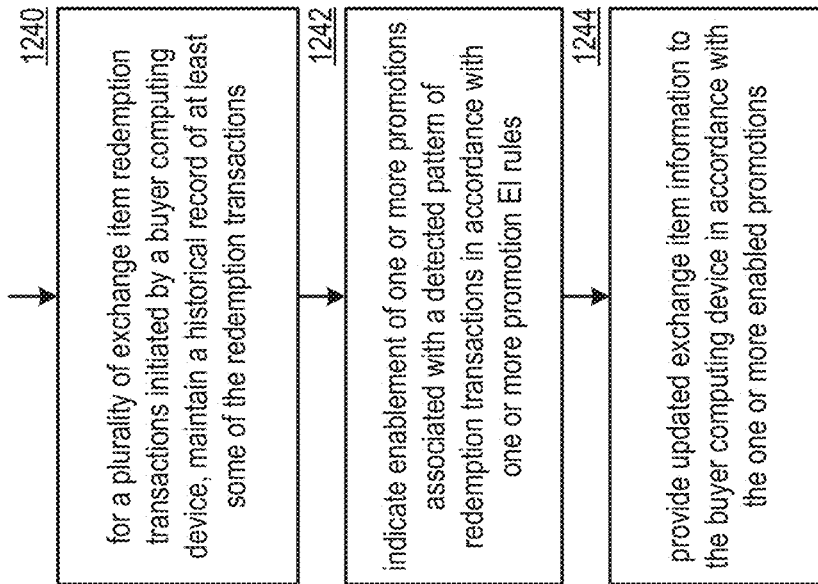 1240
for a plurality of exchange item redemption
transactions initiated by a buyer computing
device, maintain a historical record of at least
some of the redemption transactions
1242
indicate enablement of one or more promotions
associated with a detected pattern of
redemption transactions in accordance with
one or more promotion EI rules
1244
provide updated exchange item information to
the buyer computing device in accordance with
the one or more enabled promotions